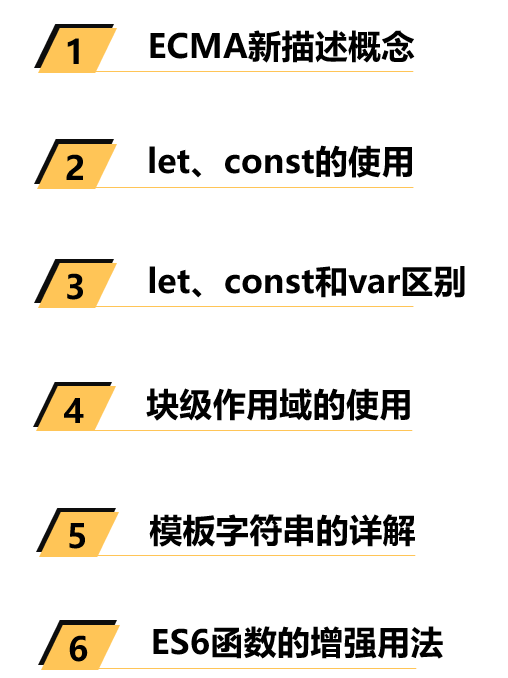 1 ECMA新描述概念
2 let、const的使用
3 let、const和var区别
4 块级作用域的使用
5 模板字符串的详解
6 ES6函数的增强用法